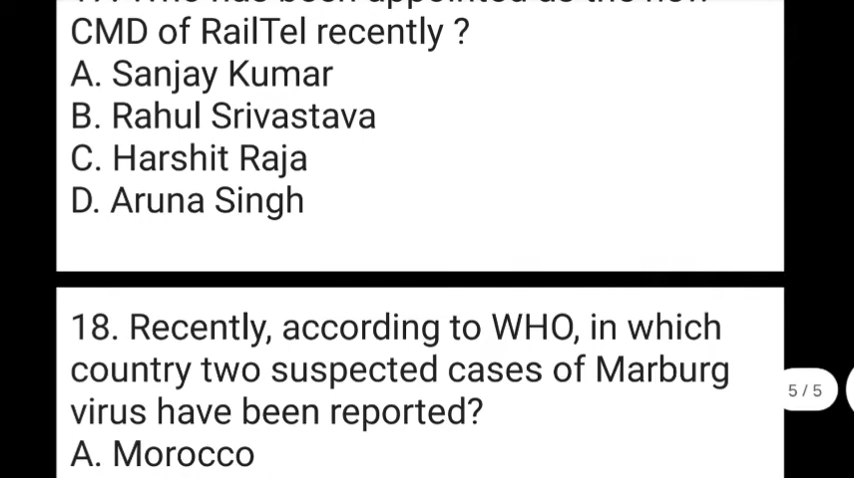 CMD of RailTel recently ?
A. Sanjay Kumar
B. Rahul Srivastava
C. Harshit Raja
D. Aruna Singh
18. Recently, according to WHO, in which
country two suspected cases of Marburg
virus have been reported?
5 / 5
A. Morocco